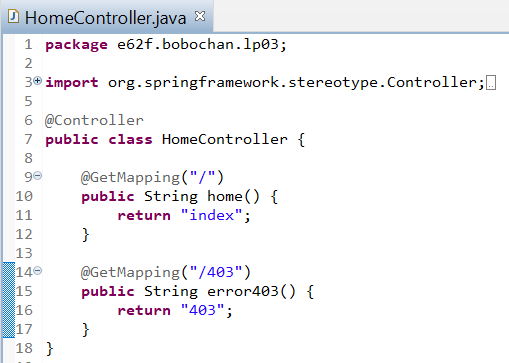 HomeController.java
1 package e62f.bobochan.lp03;
2
3 import org.springframework.stereotype.Controller;
5
6 @Controller
7 public class HomeController {
8
9     @GetMapping("/")
10     public String home() {
11         return "index";
12     }
13
14     @GetMapping("/403")
15     public String error403() {
16         return "403";
17     }
18 }